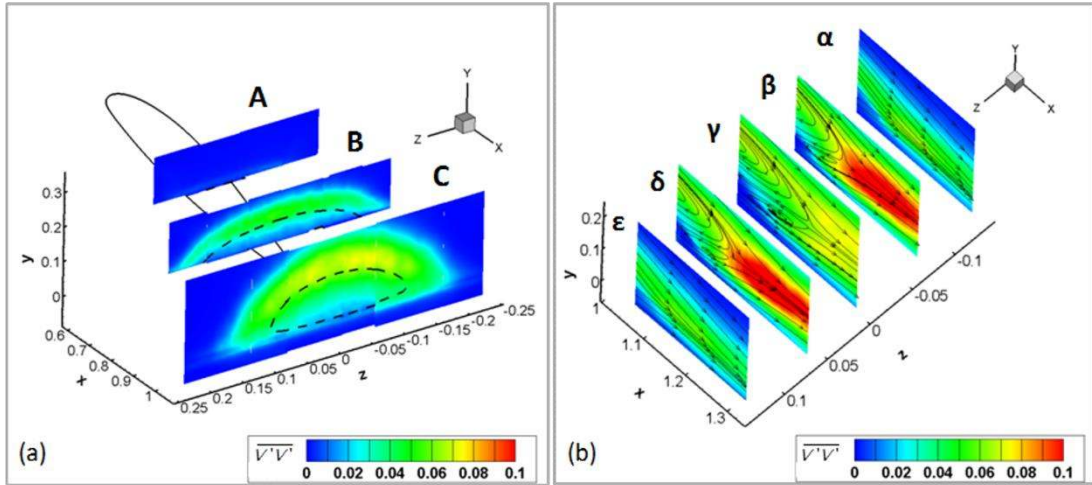 A
B
C
Y
Z
X
y
0.3
0.2
0.1
0
x
0.6
0.7
0.8
0.9
1
z
0.25
0.2
0.15
0.1
0.05
0
-0.05
-0.1
-0.15
-0.2
-0.25
(a)
V'V'
0 0.02 0.04 0.06 0.08 0.1
α
β
γ
δ
ε
Y
Z
X
y
0.2
0.1
0
x
1
1.1
1.2
1.3
z
0.1
0.05
0
-0.05
-0.1
(b)
V'V'
0 0.02 0.04 0.06 0.08 0.1